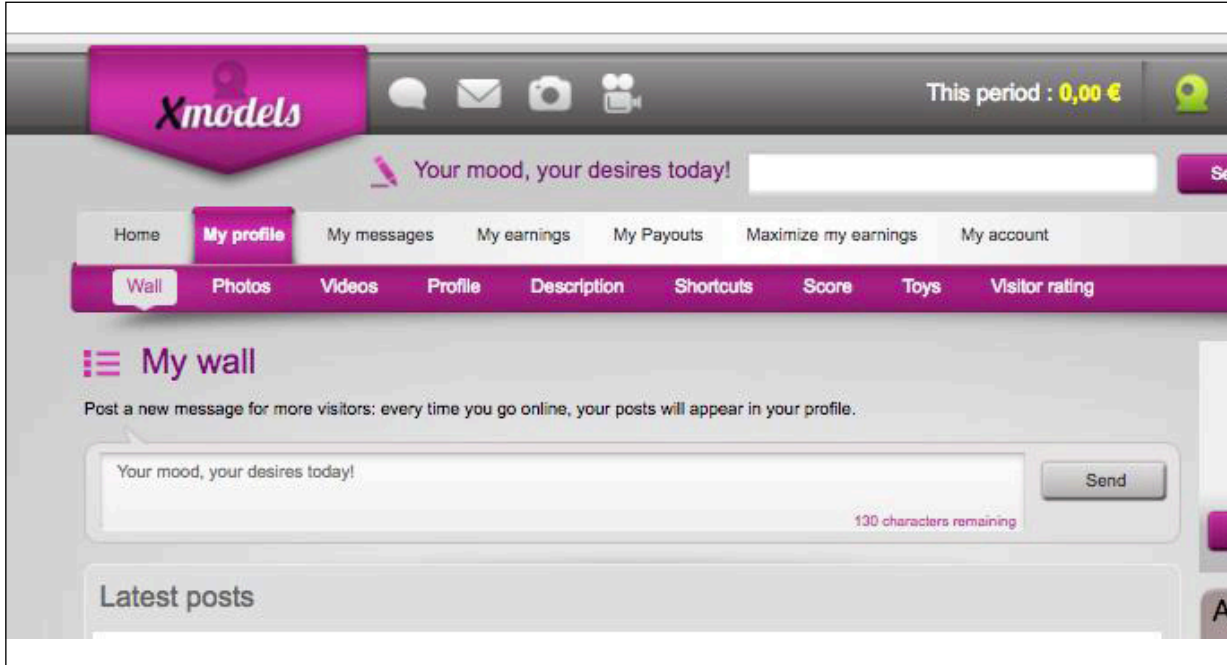 Xmodels
This period : 0,00 €
Your mood, your desires today!
Home My profile My messages My earnings My Payouts Maximize my earnings My account
Wall Photos Videos Profile Description Shortcuts Score Toys Visitor rating
My wall
Post a new message for more visitors: every time you go online, your posts will appear in your profile.
Your mood, your desires today!
Send
130 characters remaining
Latest posts